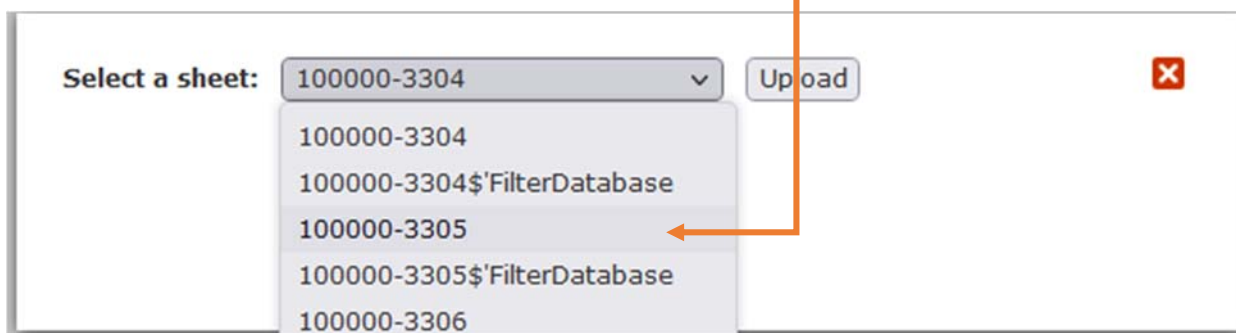 Select a sheet: 100000-3304 Upload
100000-3304
100000-3304$'FilterDatabase
100000-3305
100000-3305$'FilterDatabase
100000-3306